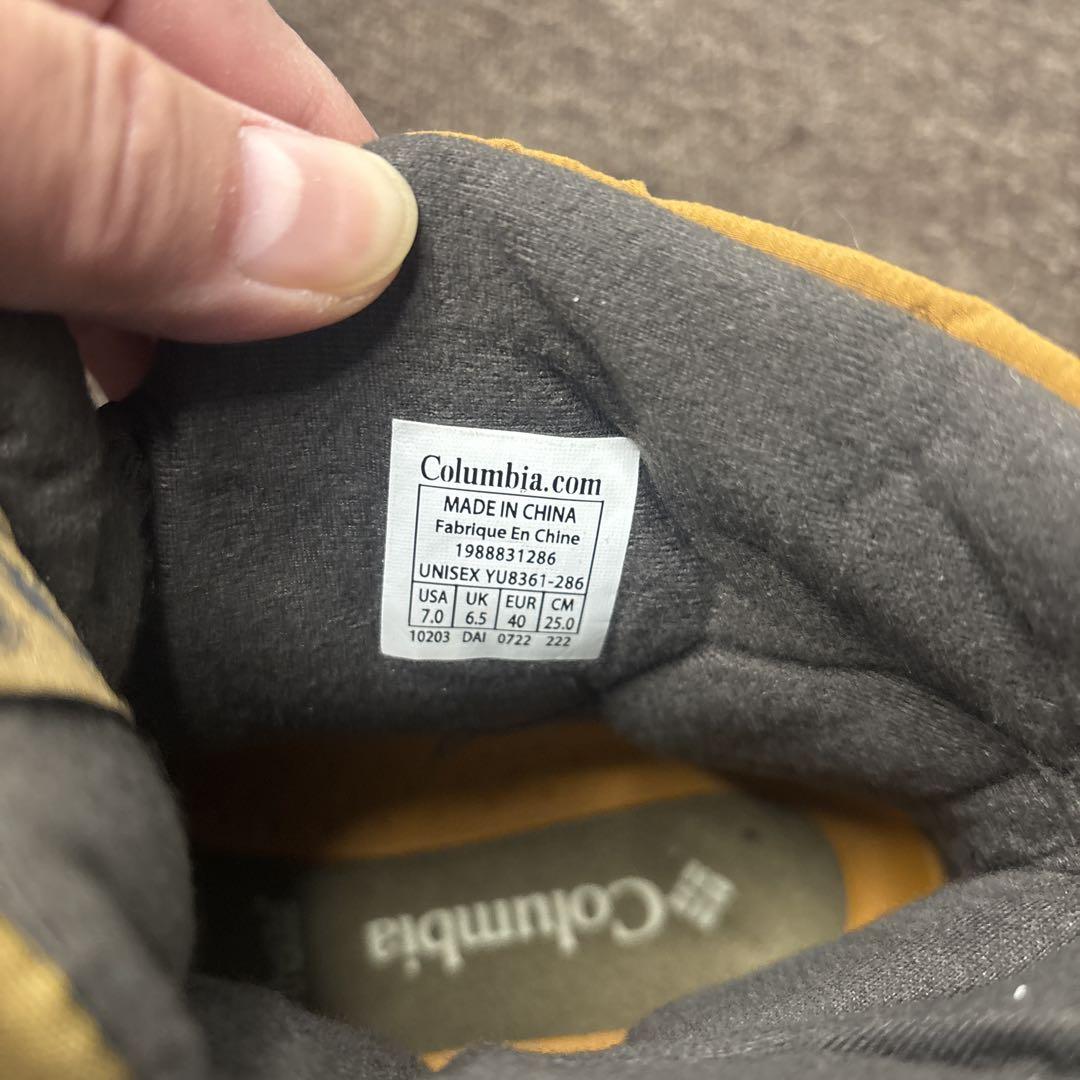 Columbia.com
MADE IN CHINA
Fabrique En Chine
1988831286
UNISEX YU8361-286
USA UK EUR CM
7.0 6.5 40 25.0
10203 DAI 0722 222
Columbia